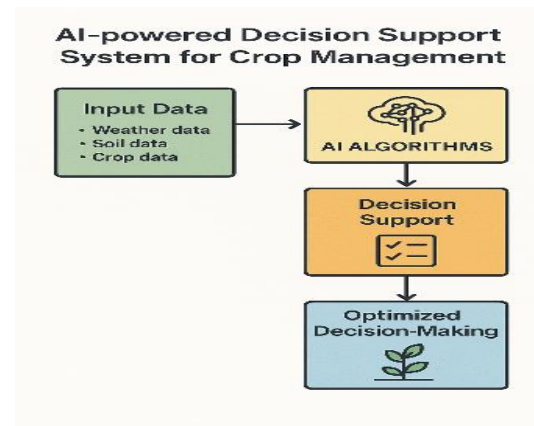 AI-powered Decision Support
System for Crop Management
Input Data
• Weather data
• Soil data
• Crop data
AI ALGORITHMS
Decision
Support
Optimized
Decision-Making